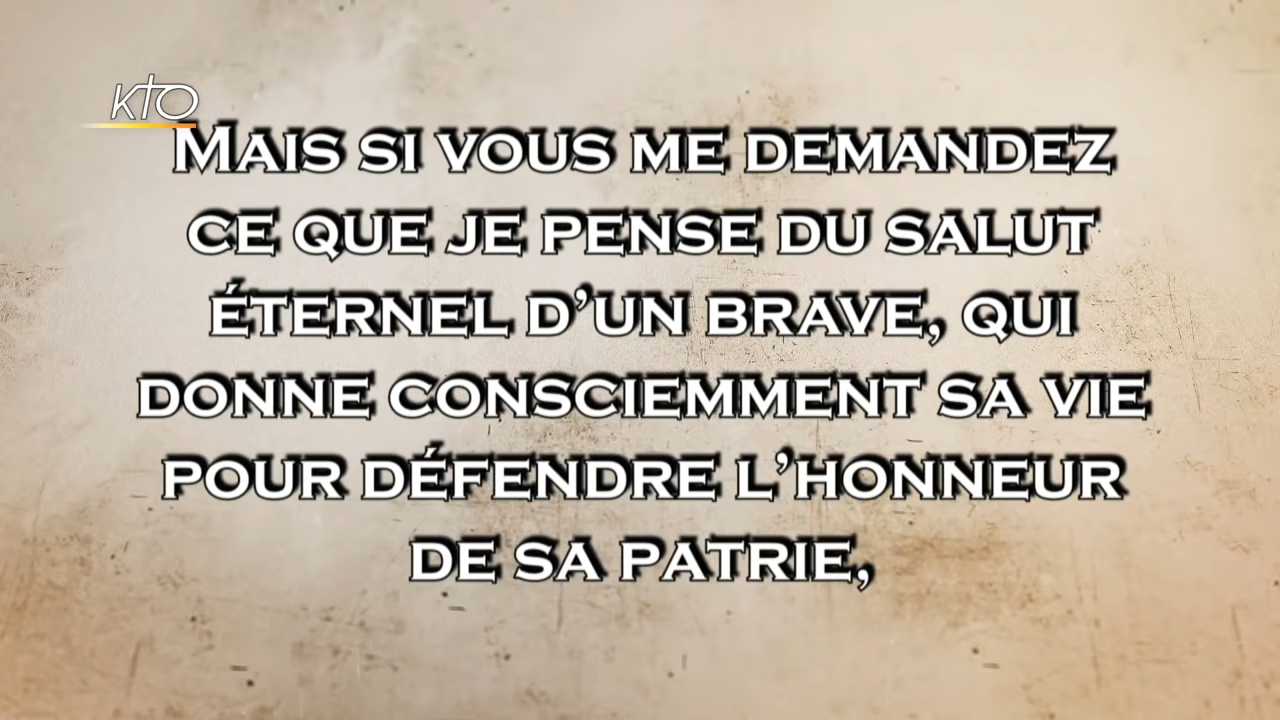 KTO
Mais si vous me demandez
ce que je pense du salut
éternel d’un brave, qui
donne consciemment sa vie
pour défendre l’honneur
de sa patrie,